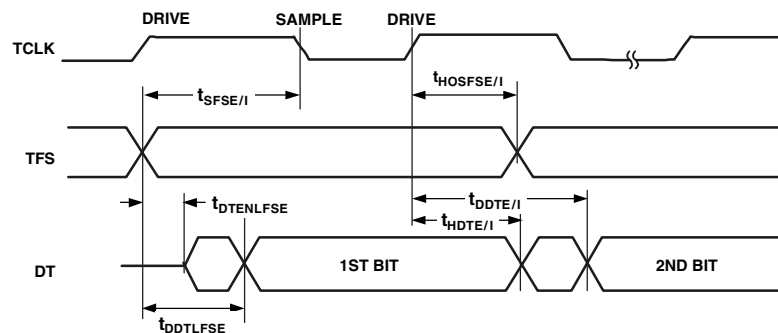 DRIVE SAMPLE DRIVE
TCLK
tHOSFSE/I
tSFSE/I
TFS
tDDTE/I
tDTENLFSE
tHDTE/I
DT 1ST BIT 2ND BIT
tDDTLFSE